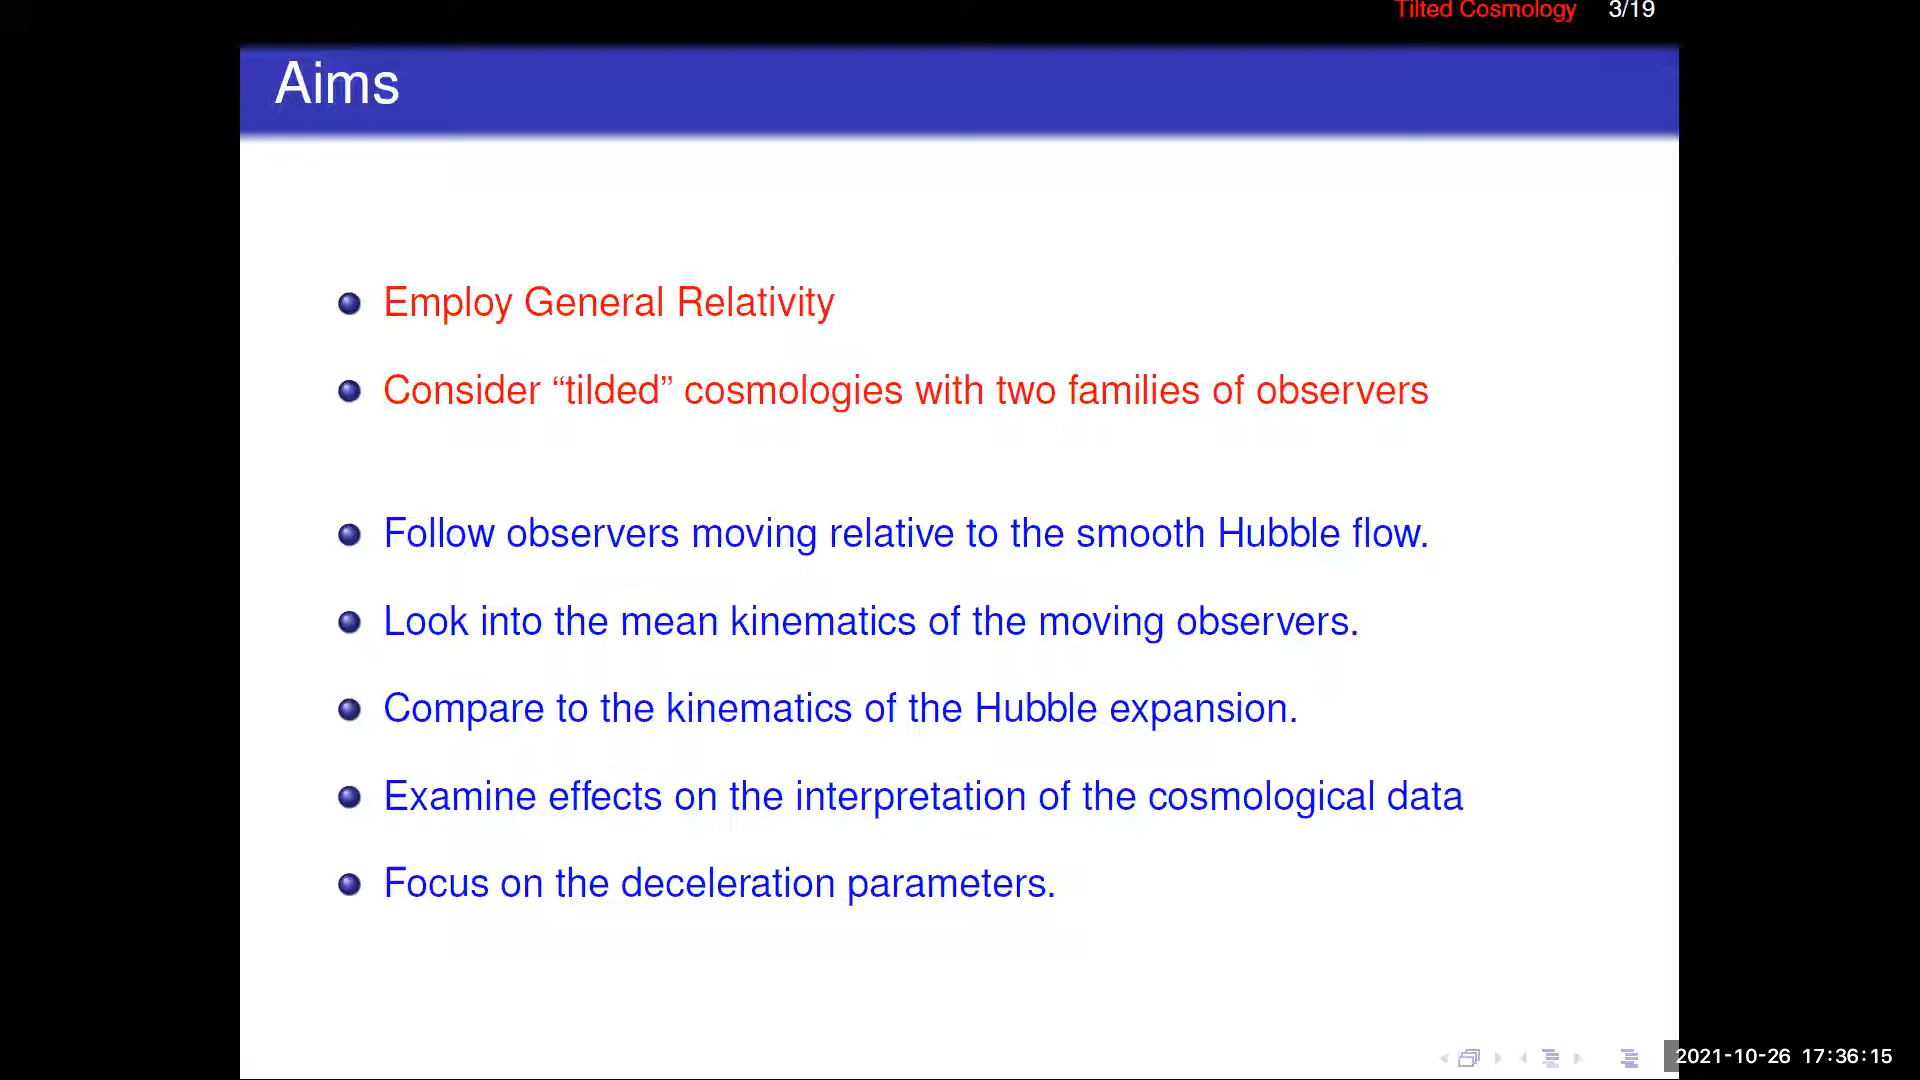 Tilted Cosmology 3/19
Aims
Employ General Relativity
Consider “tilded” cosmologies with two families of observers
Follow observers moving relative to the smooth Hubble flow.
Look into the mean kinematics of the moving observers.
Compare to the kinematics of the Hubble expansion.
Examine effects on the interpretation of the cosmological data
Focus on the deceleration parameters.
2021-10-26 17:36:15